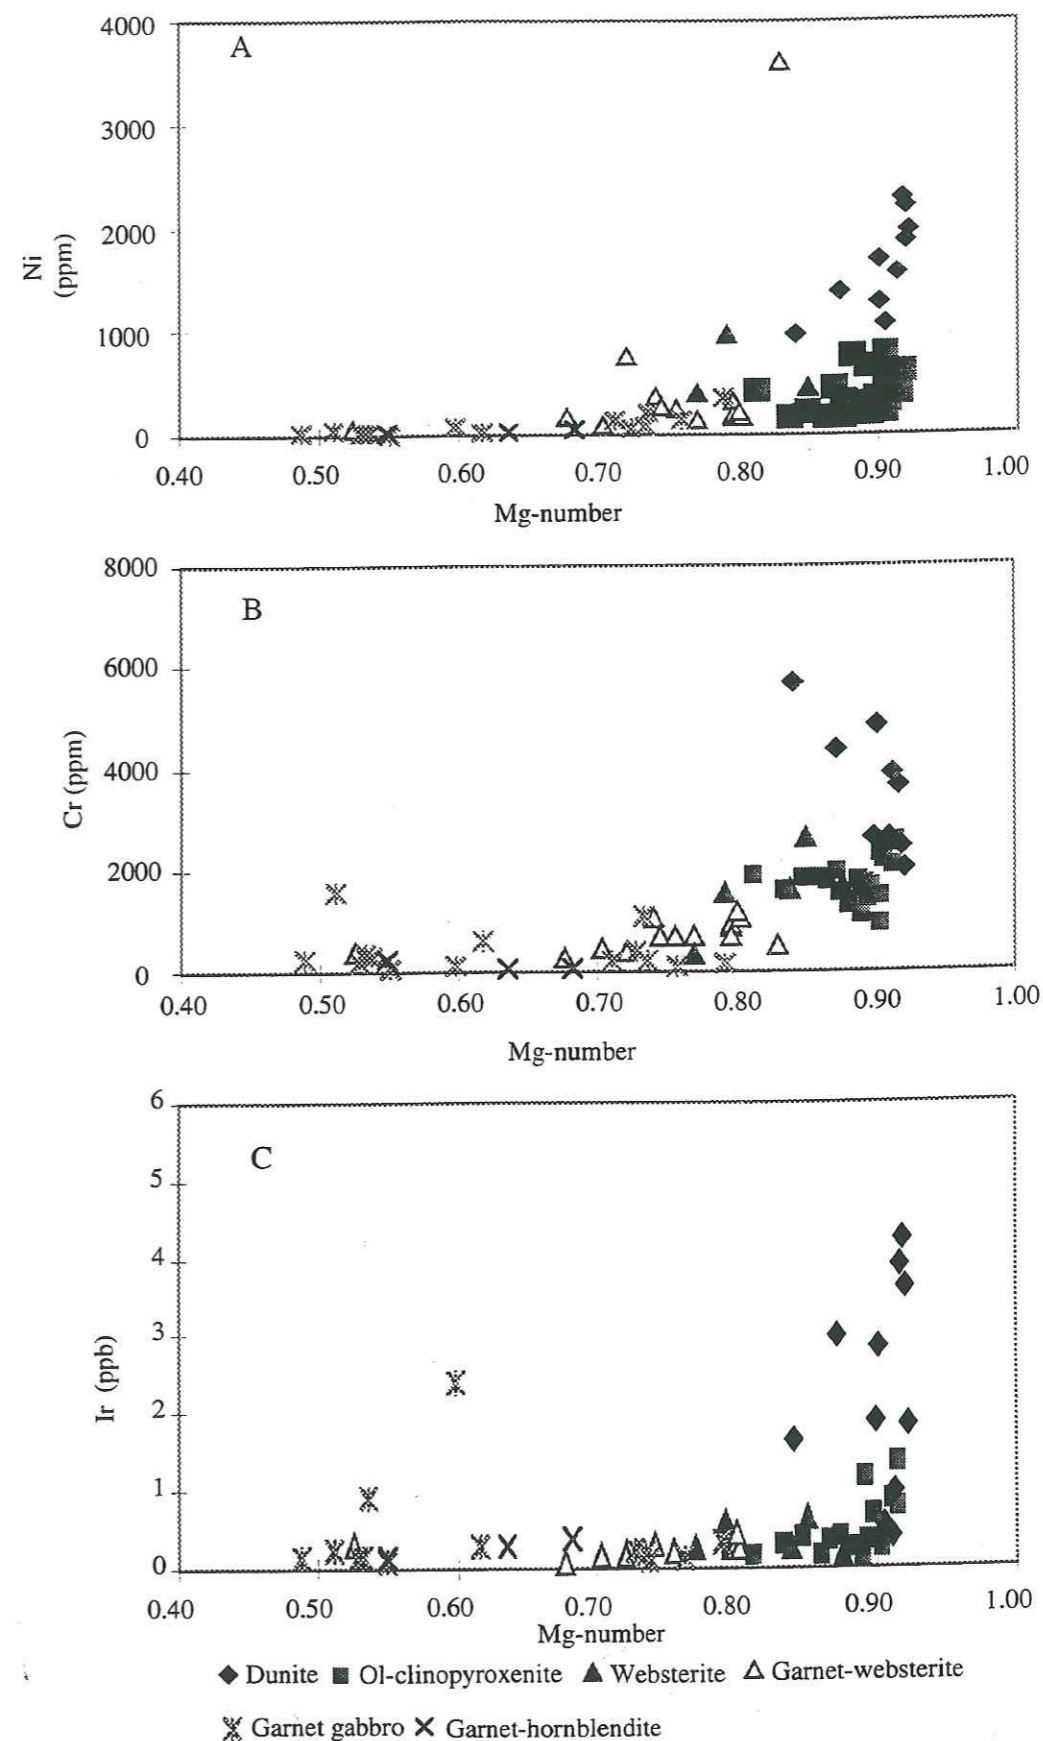 A
4000
3000
2000
1000
0
Ni
(ppm)
0.40 0.50 0.60 0.70 0.80 0.90 1.00
Mg-number
B
8000
6000
4000
2000
0
Cr (ppm)
0.40 0.50 0.60 0.70 0.80 0.90 1.00
Mg-number
C
6
5
4
3
2
1
0
Ir (ppb)
0.40 0.50 0.60 0.70 0.80 0.90 1.00
Mg-number
Dunite Ol-clinopyroxenite Websterite Garnet-websterite
Garnet gabbro Garnet-hornblendite